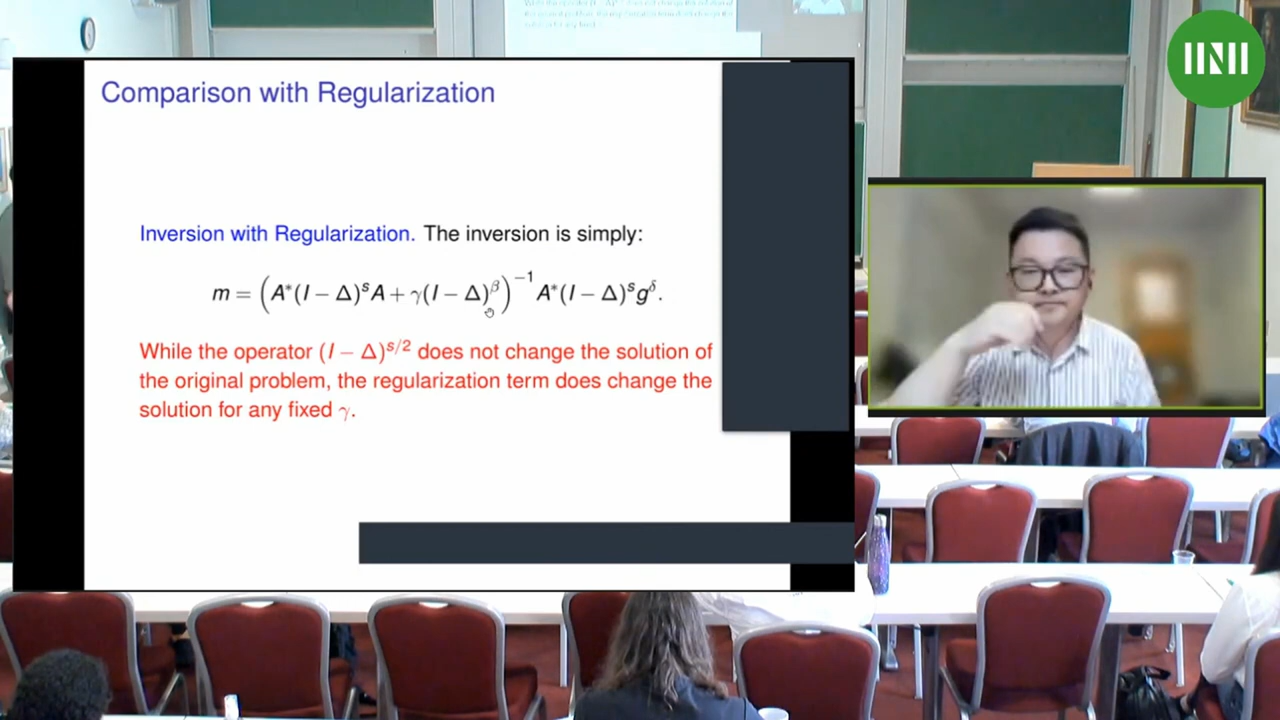 Comparison with Regularization
Inversion with Regularization. The inversion is simply:
m = (A*(I − Δ)^s A + γ(I − Δ)^β)^−1 A*(I − Δ)^s g^δ.
While the operator (I − Δ)^s/2 does not change the solution of
the original problem, the regularization term does change the
solution for any fixed γ.